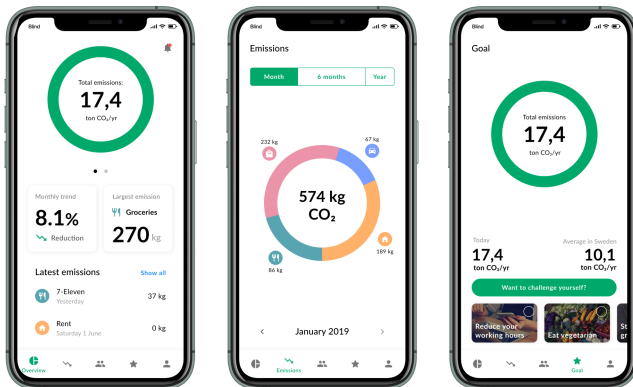 Blind
Total emissions:
17,4
ton CO₂/yr
Monthly trend
8.1%
Reduction
Largest emission
Groceries
270 kg
Latest emissions
Show all
7-Eleven
Yesterday
37 kg
Rent
Saturday 1 June
0 kg
Overview
Blind
Emissions
Month
6 months
Year
232 kg
67 kg
574 kg
CO₂
189 kg
86 kg
January 2019
Emissions
Blind
Goal
Total emissions
17,4
ton CO₂/yr
Today
17,4
ton CO₂/yr
Average in Sweden
10,1
ton CO₂/yr
Want to challenge yourself?
Reduce your
working hours
Eat vegetarian
St
gr
Goal